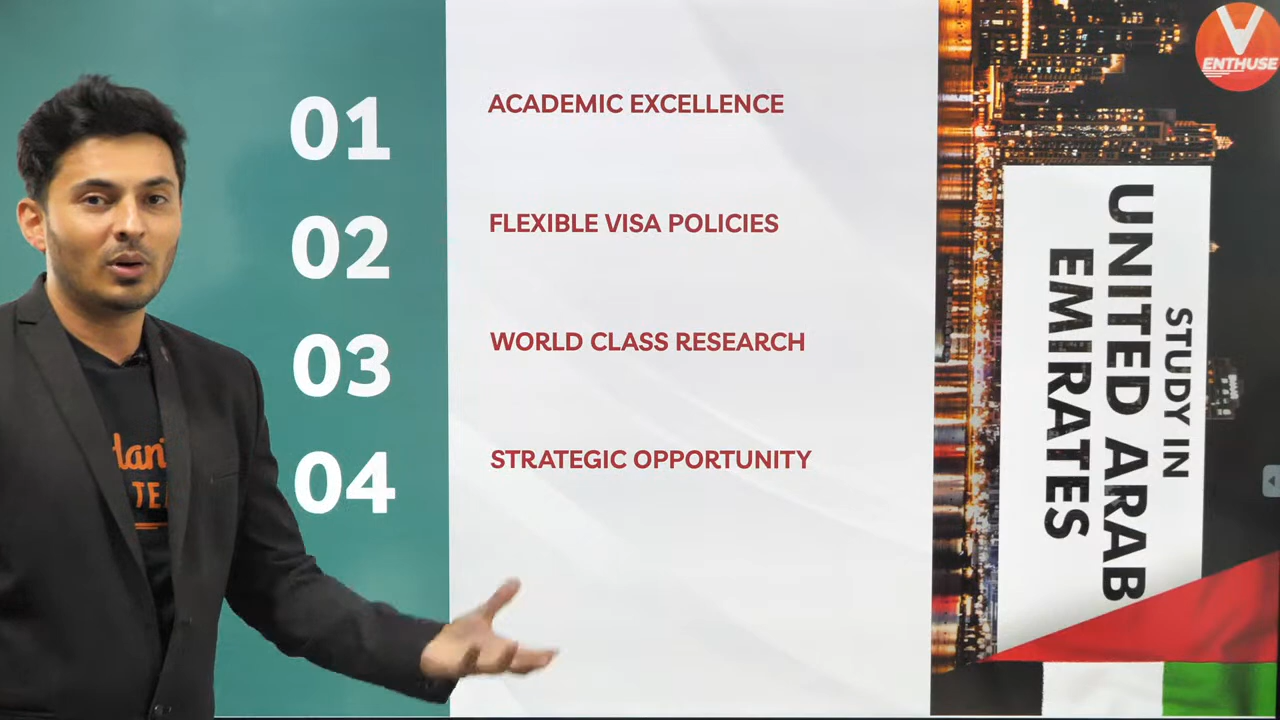 01
ACADEMIC EXCELLENCE
02
FLEXIBLE VISA POLICIES
03
WORLD CLASS RESEARCH
04
STRATEGIC OPPORTUNITY
STUDY IN
UNITED ARAB
EMIRATES
V
ENTHUSE